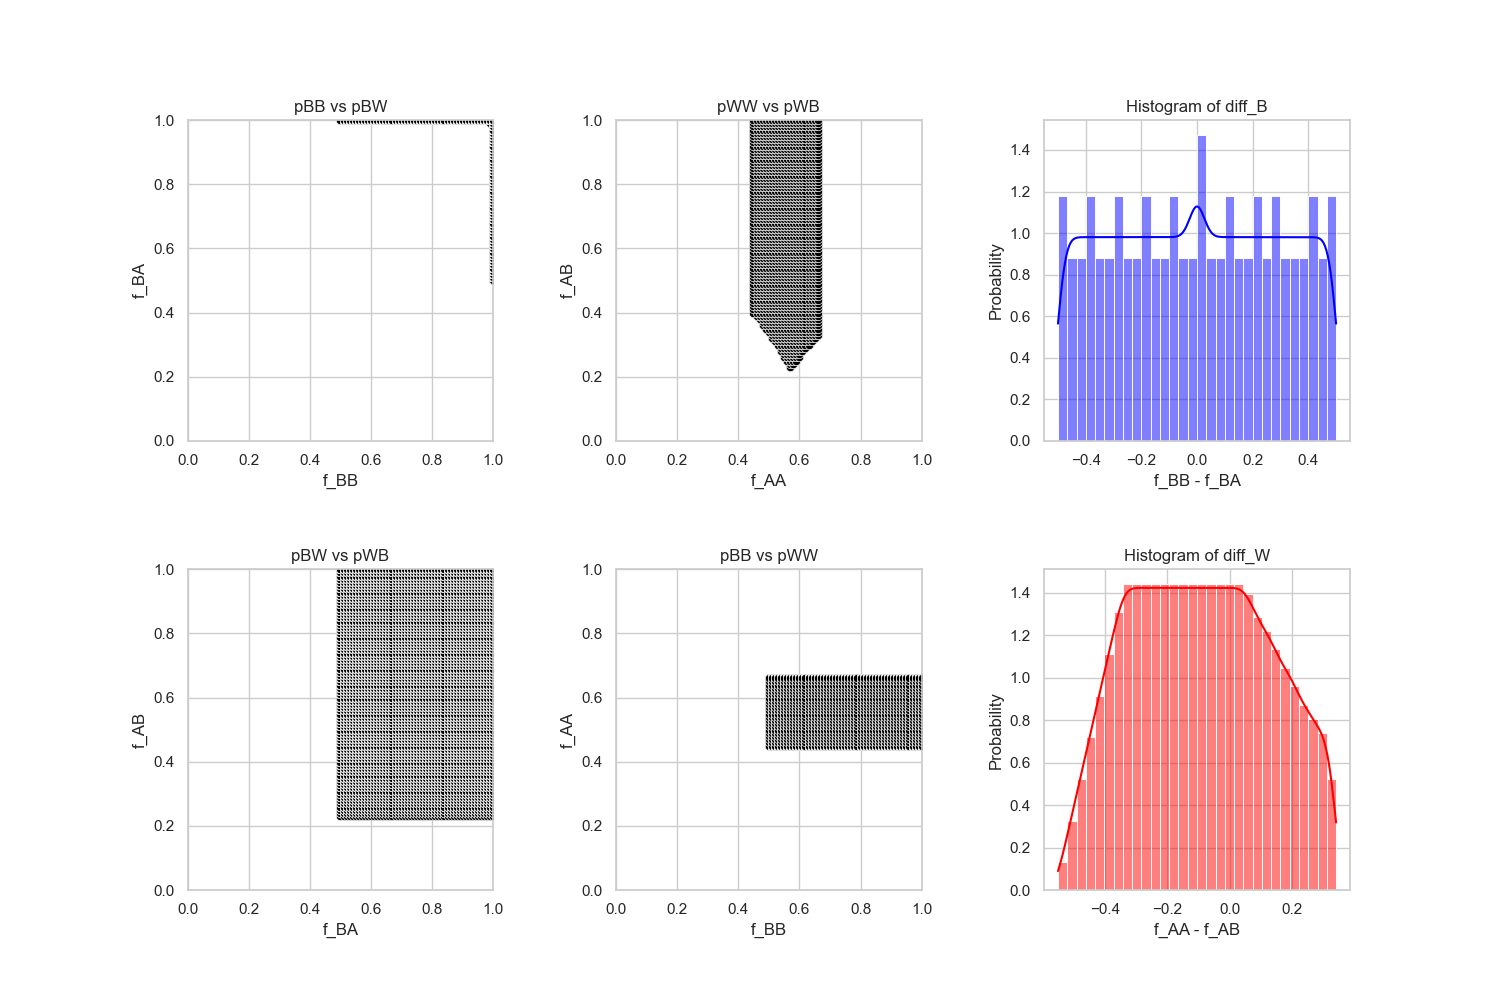 pBB vs pBW
1.0
0.8
0.6
0.4
0.2
0.0
f_BA
0.0 0.2 0.4 0.6 0.8 1.0
f_BB
pWW vs pWB
1.0
0.8
0.6
0.4
0.2
0.0
f_AB
0.0 0.2 0.4 0.6 0.8 1.0
f_AA
Histogram of diff_B
1.4
1.2
1.0
0.8
0.6
0.4
0.2
0.0
Probability
−0.4 −0.2 0.0 0.2 0.4
f_BB - f_BA
pBW vs pWB
1.0
0.8
0.6
0.4
0.2
0.0
f_AB
0.0 0.2 0.4 0.6 0.8 1.0
f_BA
pBB vs pWW
1.0
0.8
0.6
0.4
0.2
0.0
f_AA
0.0 0.2 0.4 0.6 0.8 1.0
f_BB
Histogram of diff_W
1.4
1.2
1.0
0.8
0.6
0.4
0.2
0.0
Probability
−0.4 −0.2 0.0 0.2
f_AA - f_AB